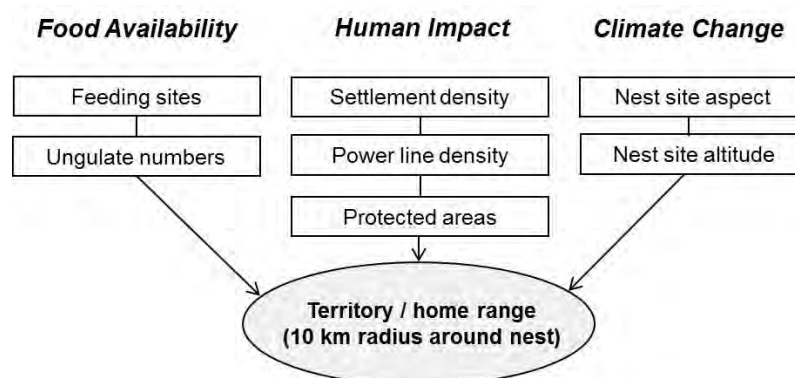 Food Availability
Human Impact
Climate Change
Feeding sites
Settlement density
Nest site aspect
Ungulate numbers
Power line density
Nest site altitude
Protected areas
Territory / home range
(10 km radius around nest)